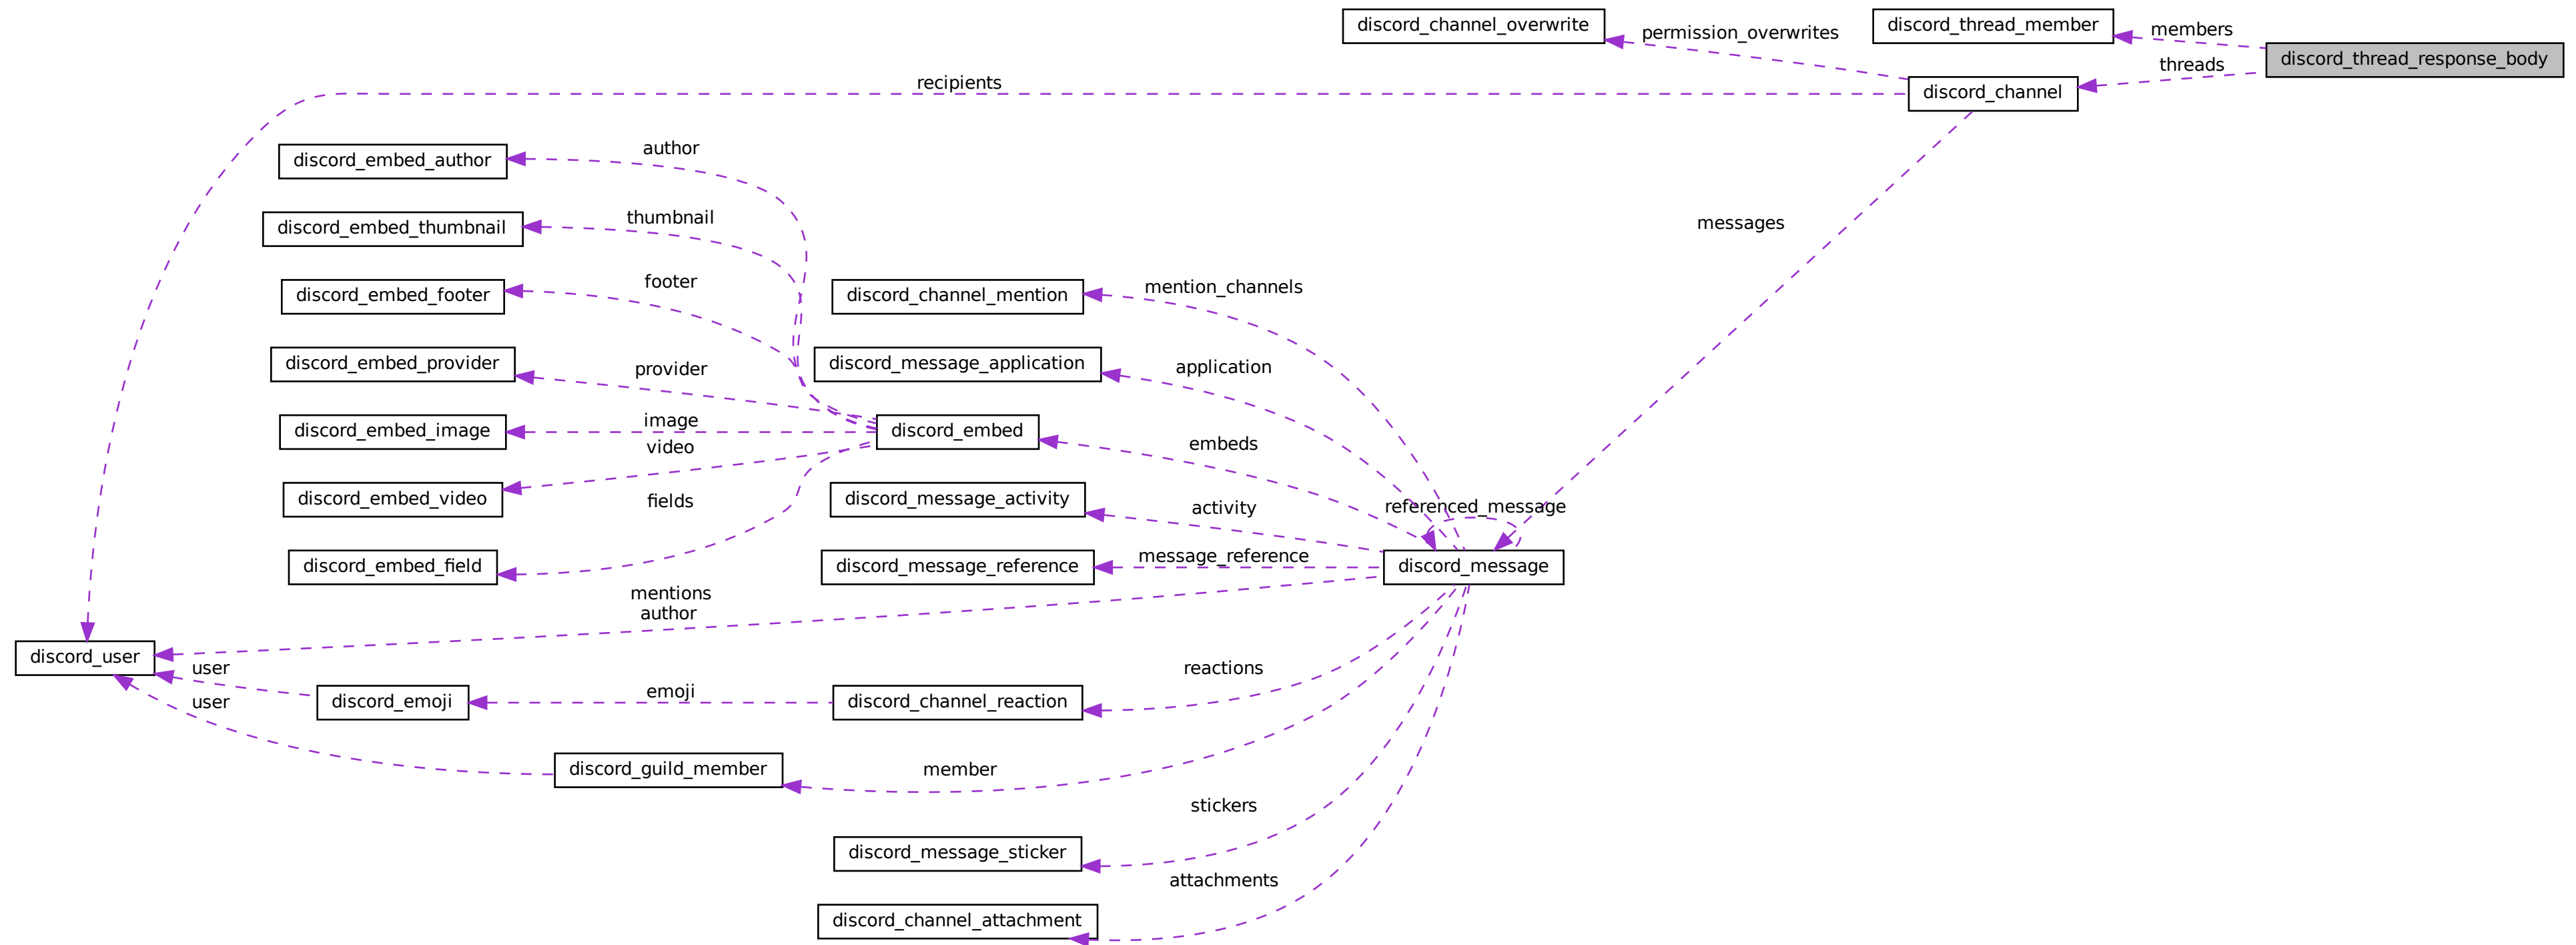 discord_channel_overwrite
permission_overwrites
discord_thread_member
members
discord_thread_response_body
threads
discord_channel
recipients
discord_embed_author
author
discord_embed_thumbnail
thumbnail
messages
discord_embed_footer
footer
discord_channel_mention
mention_channels
discord_embed_provider
provider
discord_message_application
application
discord_embed_image
image
discord_embed
embeds
video
discord_embed_video
fields
discord_message_activity
activity
referenced_message
discord_embed_field
discord_message_reference
message_reference
discord_message
mentions
author
discord_user
user
reactions
discord_emoji
emoji
discord_channel_reaction
user
discord_guild_member
member
stickers
discord_message_sticker
attachments
discord_channel_attachment